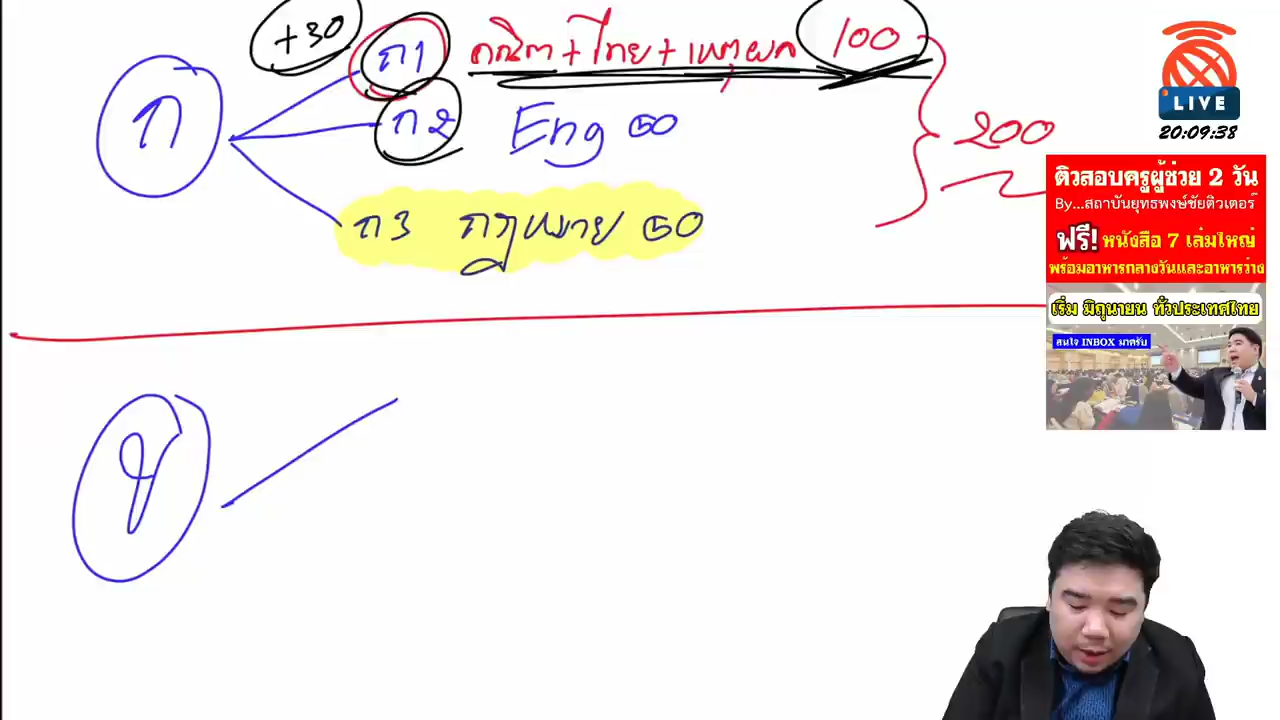 +30
ก1 คณิต+ไทย+เหตุผล 100
ก
ก2 Eng ๕๐
200
ก3 กฎหมาย ๕๐
ข
LIVE
20:09:38
ติวสอบครูผู้ช่วย 2 วัน
By...สถาบันยุทธพงษ์ชัยติวเตอร์
ฟรี! หนังสือ 7 เล่มใหญ่
พร้อมอาหารกลางวันและอาหารว่าง
เริ่ม มิถุนายน ทั่วประเทศไทย
สนใจ INBOX มาครับ